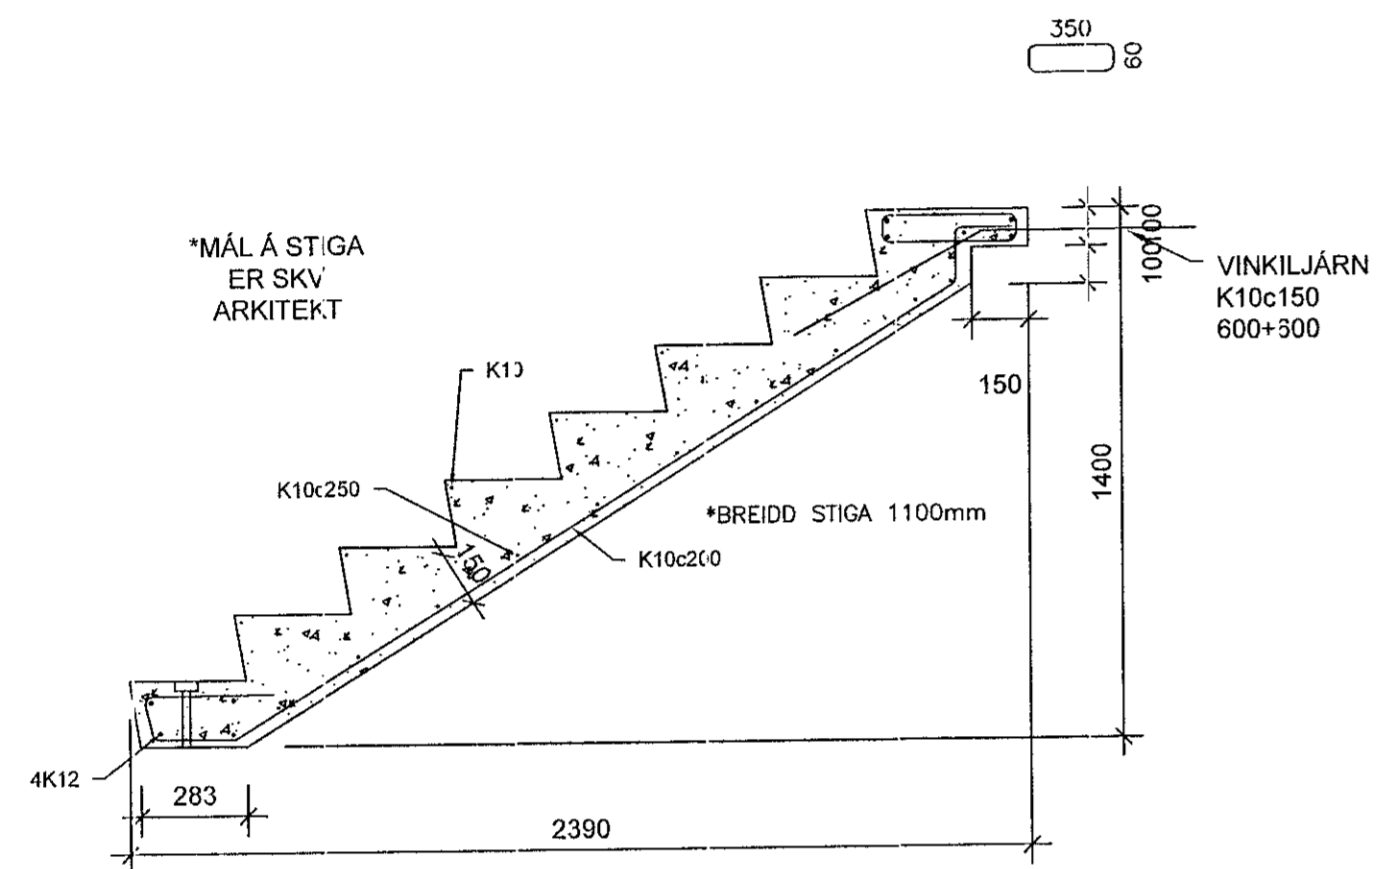 350
60
*MÁL Á STIGA
ER SKV
ARKITEKT
100
100
VINKILJÁRN
K10c150
600+600
150
K10
1400
K10c250
*BREIDD STIGA 1100mm
150
K10c200
4K12
283
2390